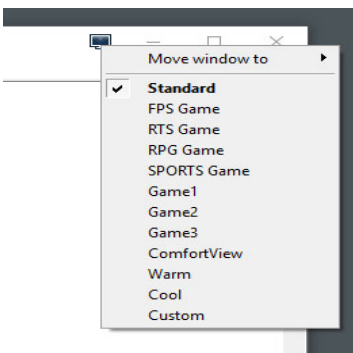 Move window to
Standard
FPS Game
RTS Game
RPG Game
SPORTS Game
Game1
Game2
Game3
ComfortView
Warm
Cool
Custom